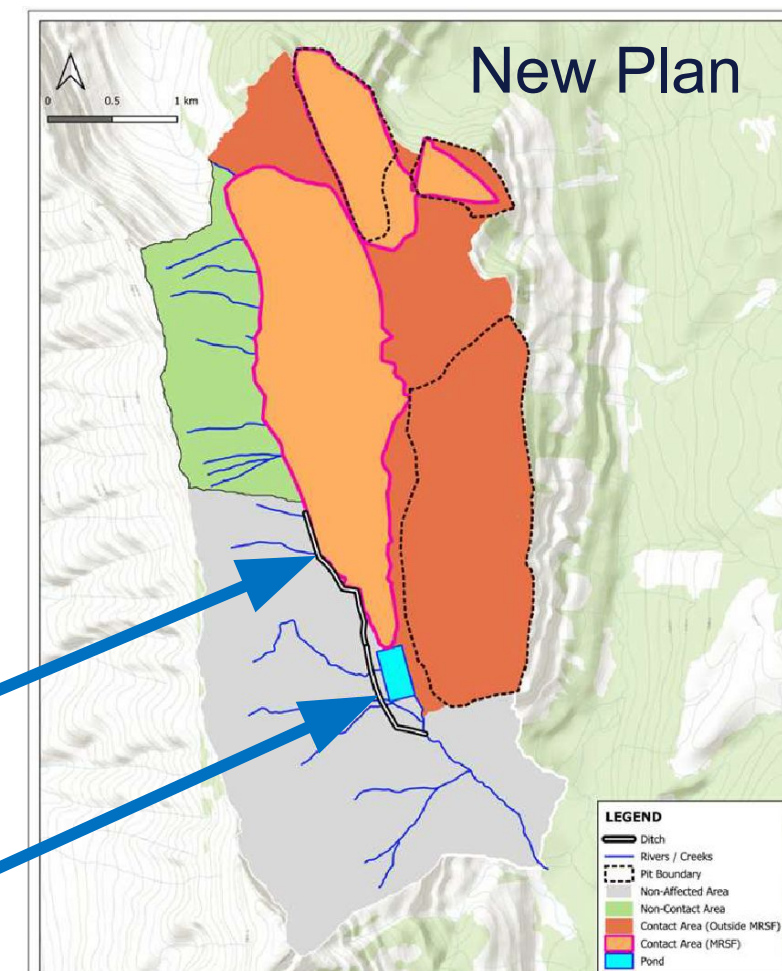 New Plan
0 0.5 1 km
LEGEND
Ditch
Rivers / Creeks
Pit Boundary
Non-Affected Area
Non-Contact Area
Contact Area (Outside MRSF)
Contact Area (MRSF)
Pond